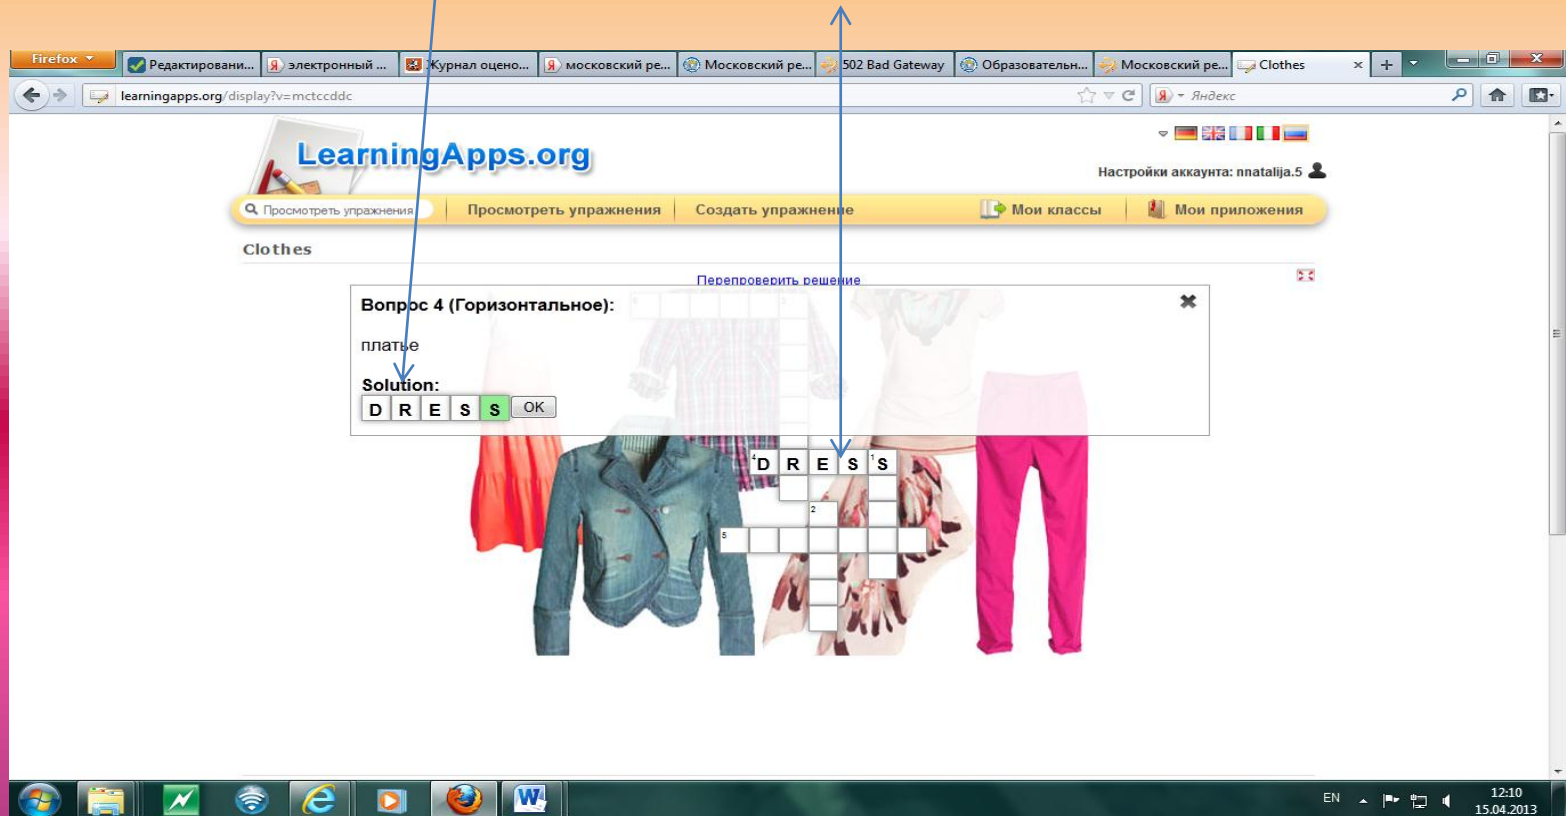 Firefox
Редактировани...
электронный ...
Журнал оцено...
московский ре...
Московский ре...
502 Bad Gateway
Образовательн...
Московский ре...
Clothes
learningapps.org/display?v=mctccddc
Яндекс
LearningApps.org
Настройки аккаунта: nnatalija.5
Просмотреть упражнения
Просмотреть упражнения
Создать упражнение
Мои классы
Мои приложения
Clothes
Перепроверить решение
Вопрос 4 (Горизонтальное):
платье
Solution:
D R E S S OK
4 D R E S 1 S
2
5
EN
12:10
15.04.2013